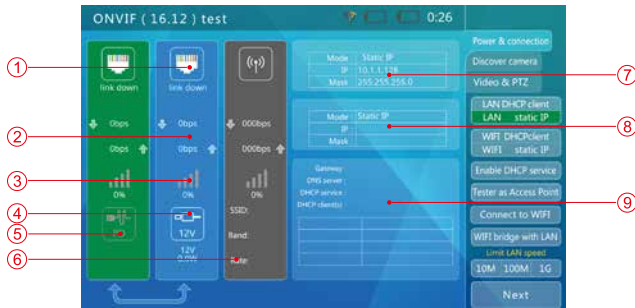 ONVIF ( 16.12 ) test
0:26
link down
0bps
0bps
0%
link down
0bps
0bps
0%
12V
12V
0.0W
000bps
000bps
0%
SSID:
Band:
Rate:
Mode Static IP
IP 10.1.1.128
Mask 255.255.255.0
Mode Static IP
IP
Mask
Gateway :
DNS server :
DHCP service :
DHCP client(s) :
Power & connection
Discover camera
Video & PTZ
LAN DHCP client
LAN static IP
WIFI DHCPclient
WIFI static IP
Enable DHCP service
Tester as Access Point
Connect to WIFI
WIFI bridge with LAN
Limit LAN speed
10M 100M 1G
Next
1
2
3
4
5
6
7
8
9